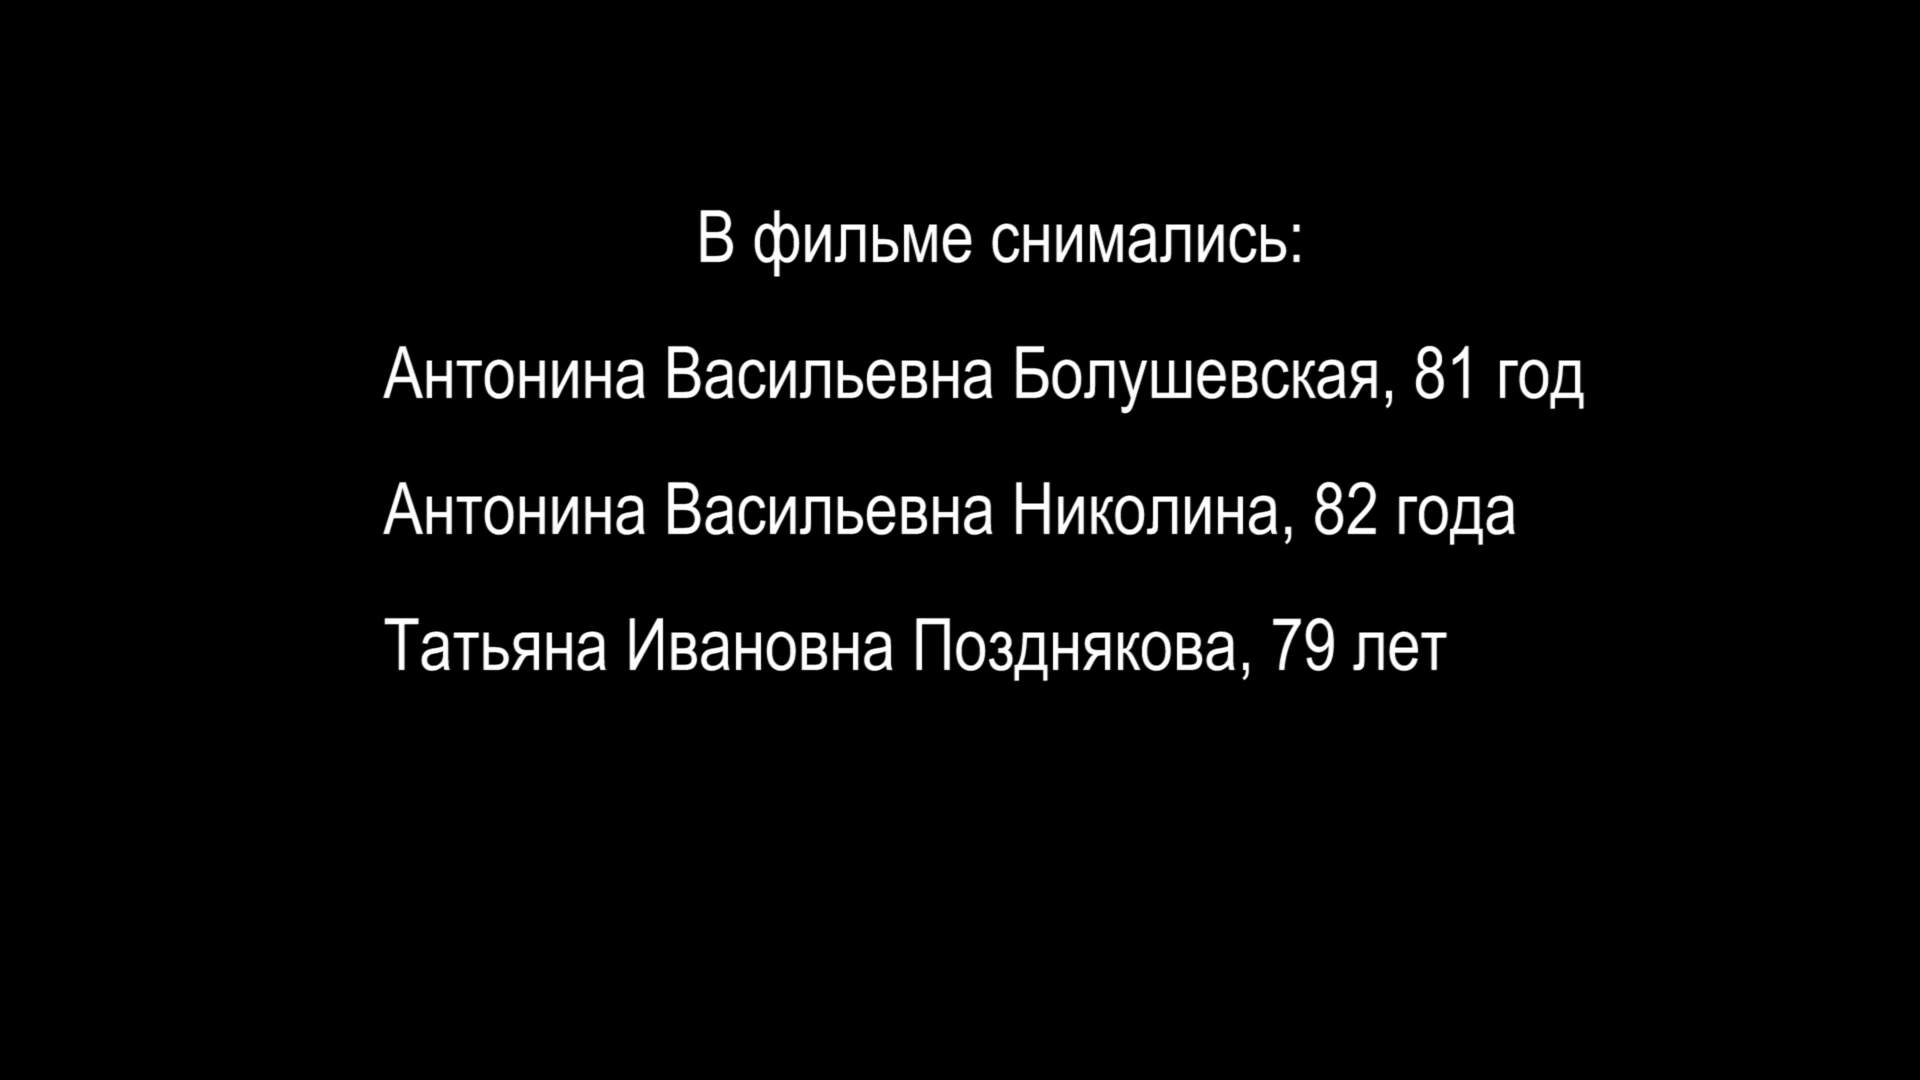 В фильме снимались:
Антонина Васильевна Болушевская, 81 год
Антонина Васильевна Николина, 82 года
Татьяна Ивановна Позднякова, 79 лет